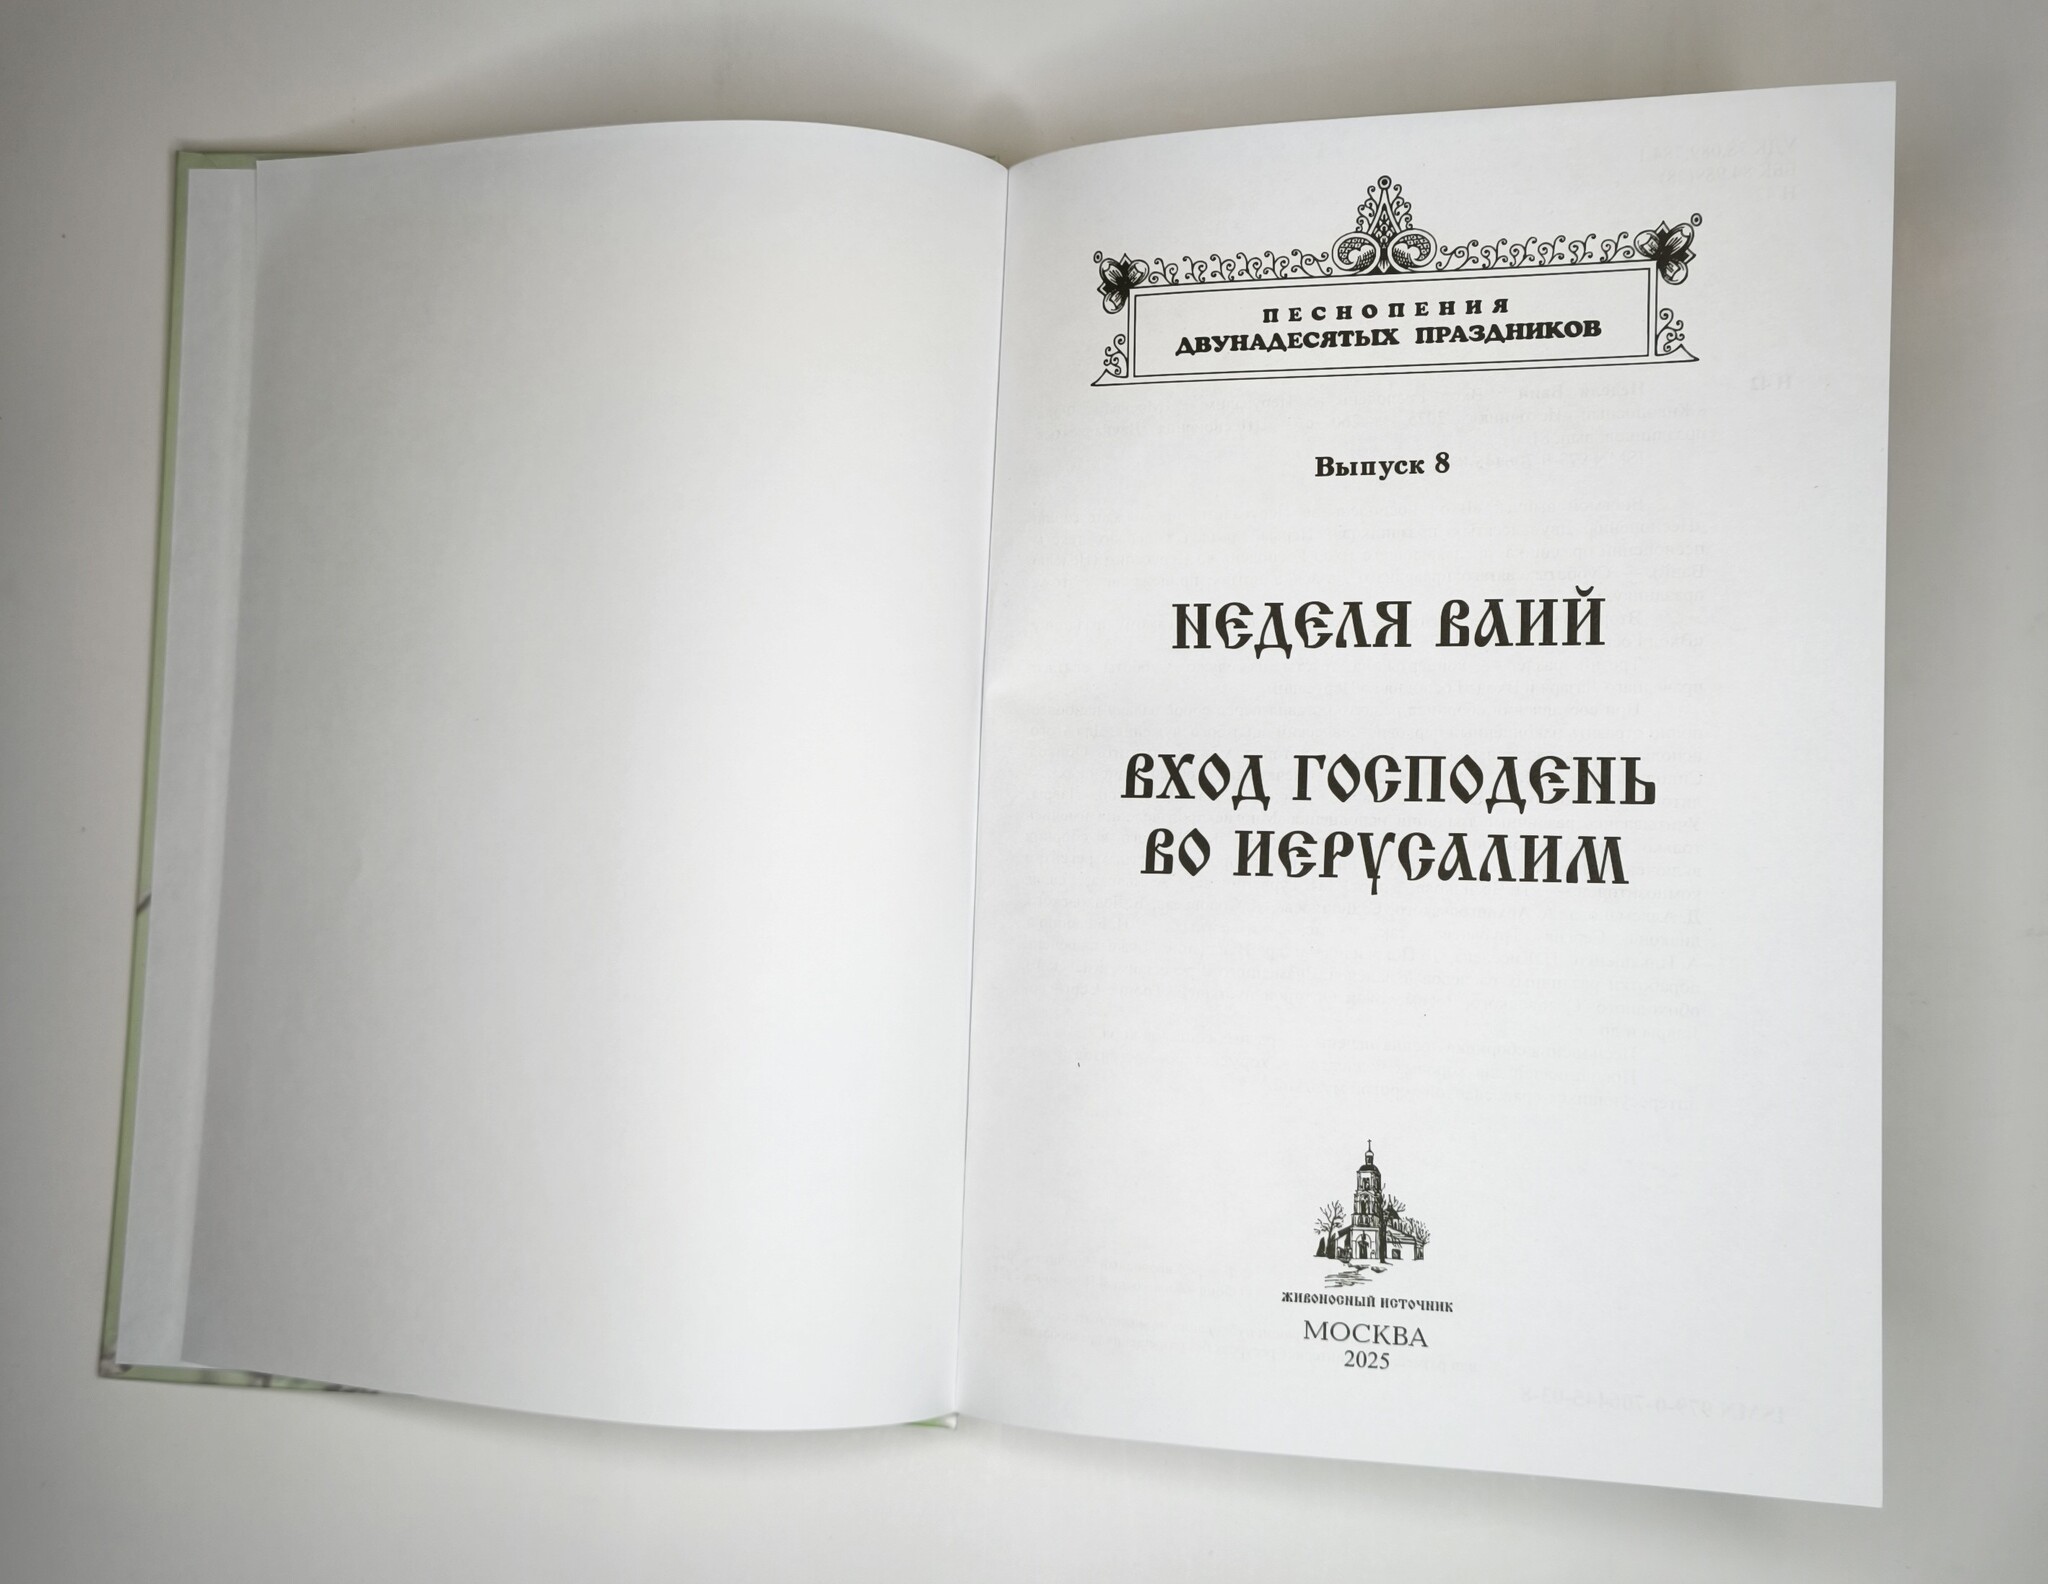 ПЕСНОПЕНИЯ
ДВУНАДЕСЯТЫХ ПРАЗДНИКОВ
Выпуск 8
НЕДЕЛЯ ВАИЙ
ВХОД ГОСПОДЕНЬ
ВО ИЕРУСАЛИМ
ЖИВОНОСНЫЙ ИСТОЧНИК
МОСКВА
2025